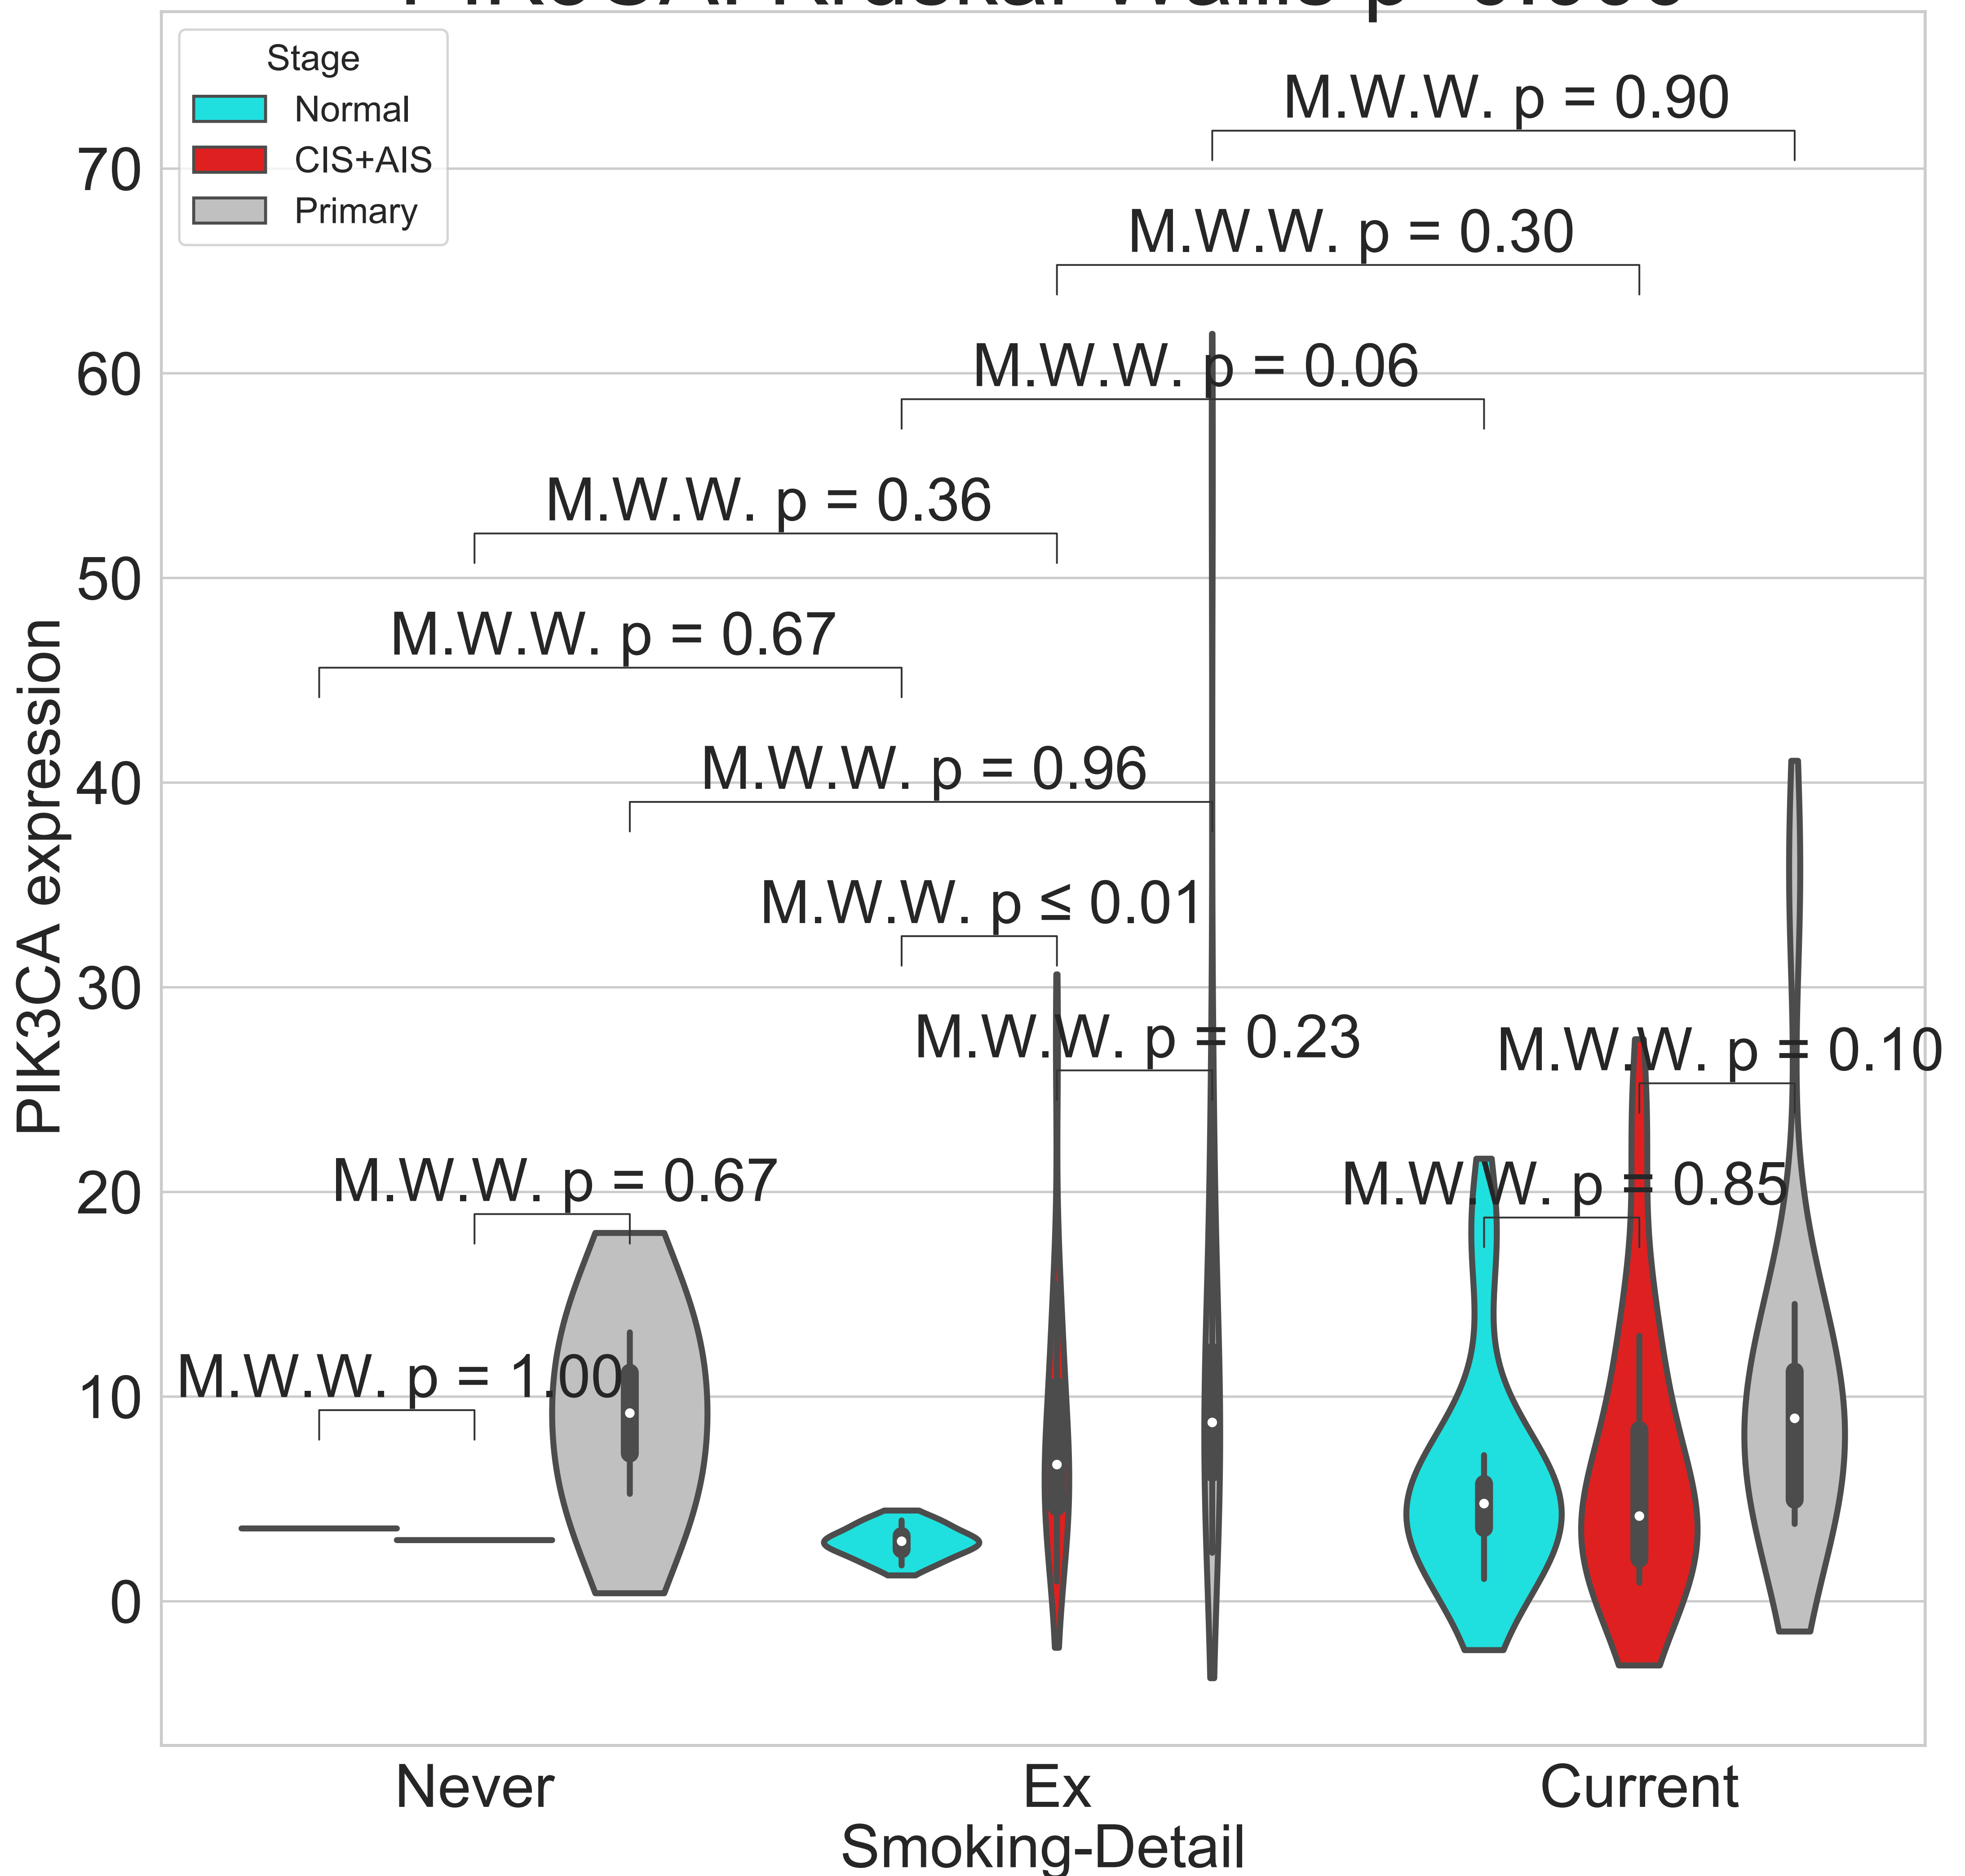 Stage
Normal
CIS+AIS
Primary
M.W.W. p = 0.90
M.W.W. p = 0.30
M.W.W. p = 0.06
M.W.W. p = 0.36
M.W.W. p = 0.67
M.W.W. p = 0.96
M.W.W. p ≤ 0.01
M.W.W. p = 0.23
M.W.W. p = 0.10
M.W.W. p = 0.67
M.W.W. p = 0.85
M.W.W. p = 1.00
70
60
50
40
30
20
10
0
PIK3CA expression
Never
Ex
Current
Smoking-Detail